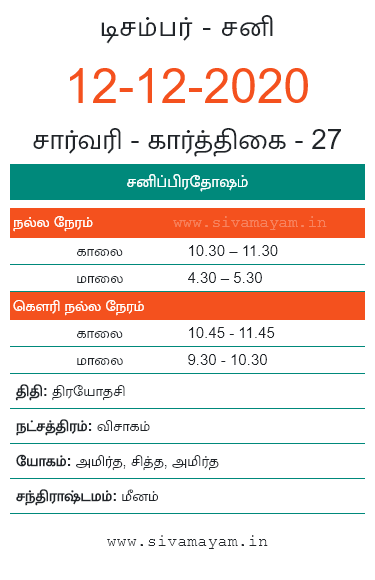 டிசம்பர் - சனி
12-12-2020
சார்வரி - கார்த்திகை - 27
சனிப்பிரதோஷம்
நல்ல நேரம் www.sivamayam.in
காலை 10.30 – 11.30
மாலை 4.30 – 5.30
கௌரி நல்ல நேரம்
காலை 10.45 - 11.45
மாலை 9.30 - 10.30
திதி: திரயோதசி
நட்சத்திரம்: விசாகம்
யோகம்: அமிர்த, சித்த, அமிர்த
சந்திராஷ்டமம்: மீனம்
www.sivamayam.in